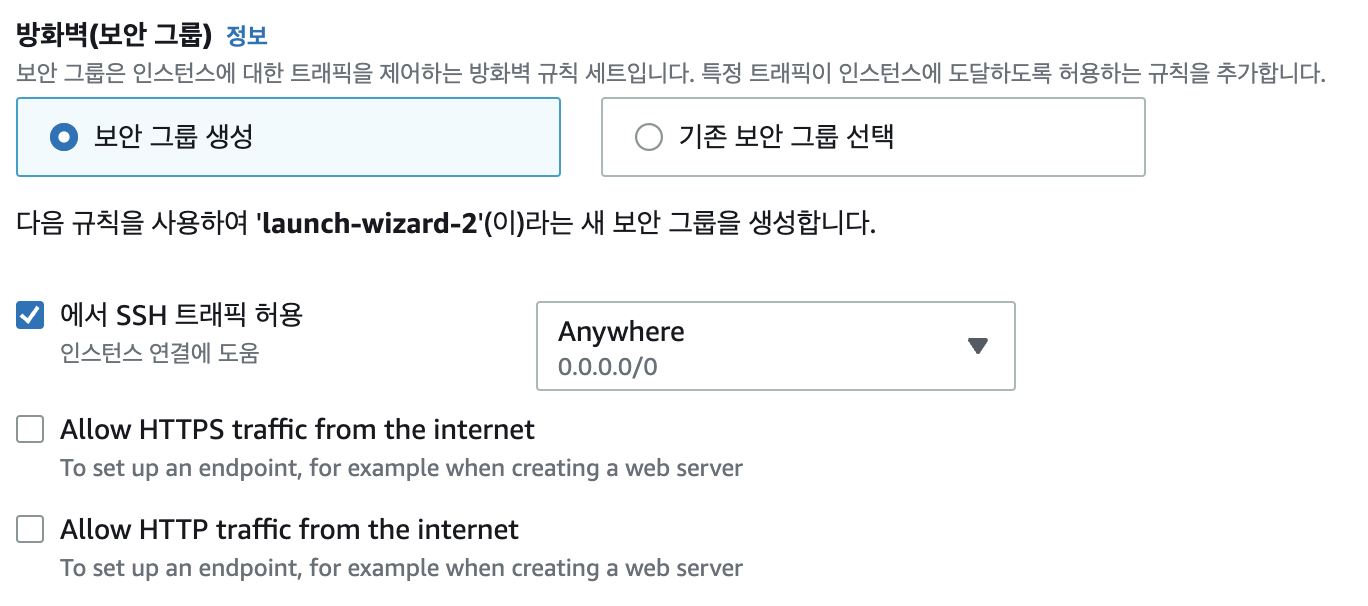 방화벽(보안 그룹) 정보
보안 그룹은 인스턴스에 대한 트래픽을 제어하는 방화벽 규칙 세트입니다. 특정 트래픽이 인스턴스에 도달하도록 허용하는 규칙을 추가합니다.
보안 그룹 생성
기존 보안 그룹 선택
다음 규칙을 사용하여 'launch-wizard-2'(이)라는 새 보안 그룹을 생성합니다.
에서 SSH 트래픽 허용
인스턴스 연결에 도움
Anywhere
0.0.0.0/0
Allow HTTPS traffic from the internet
To set up an endpoint, for example when creating a web server
Allow HTTP traffic from the internet
To set up an endpoint, for example when creating a web server